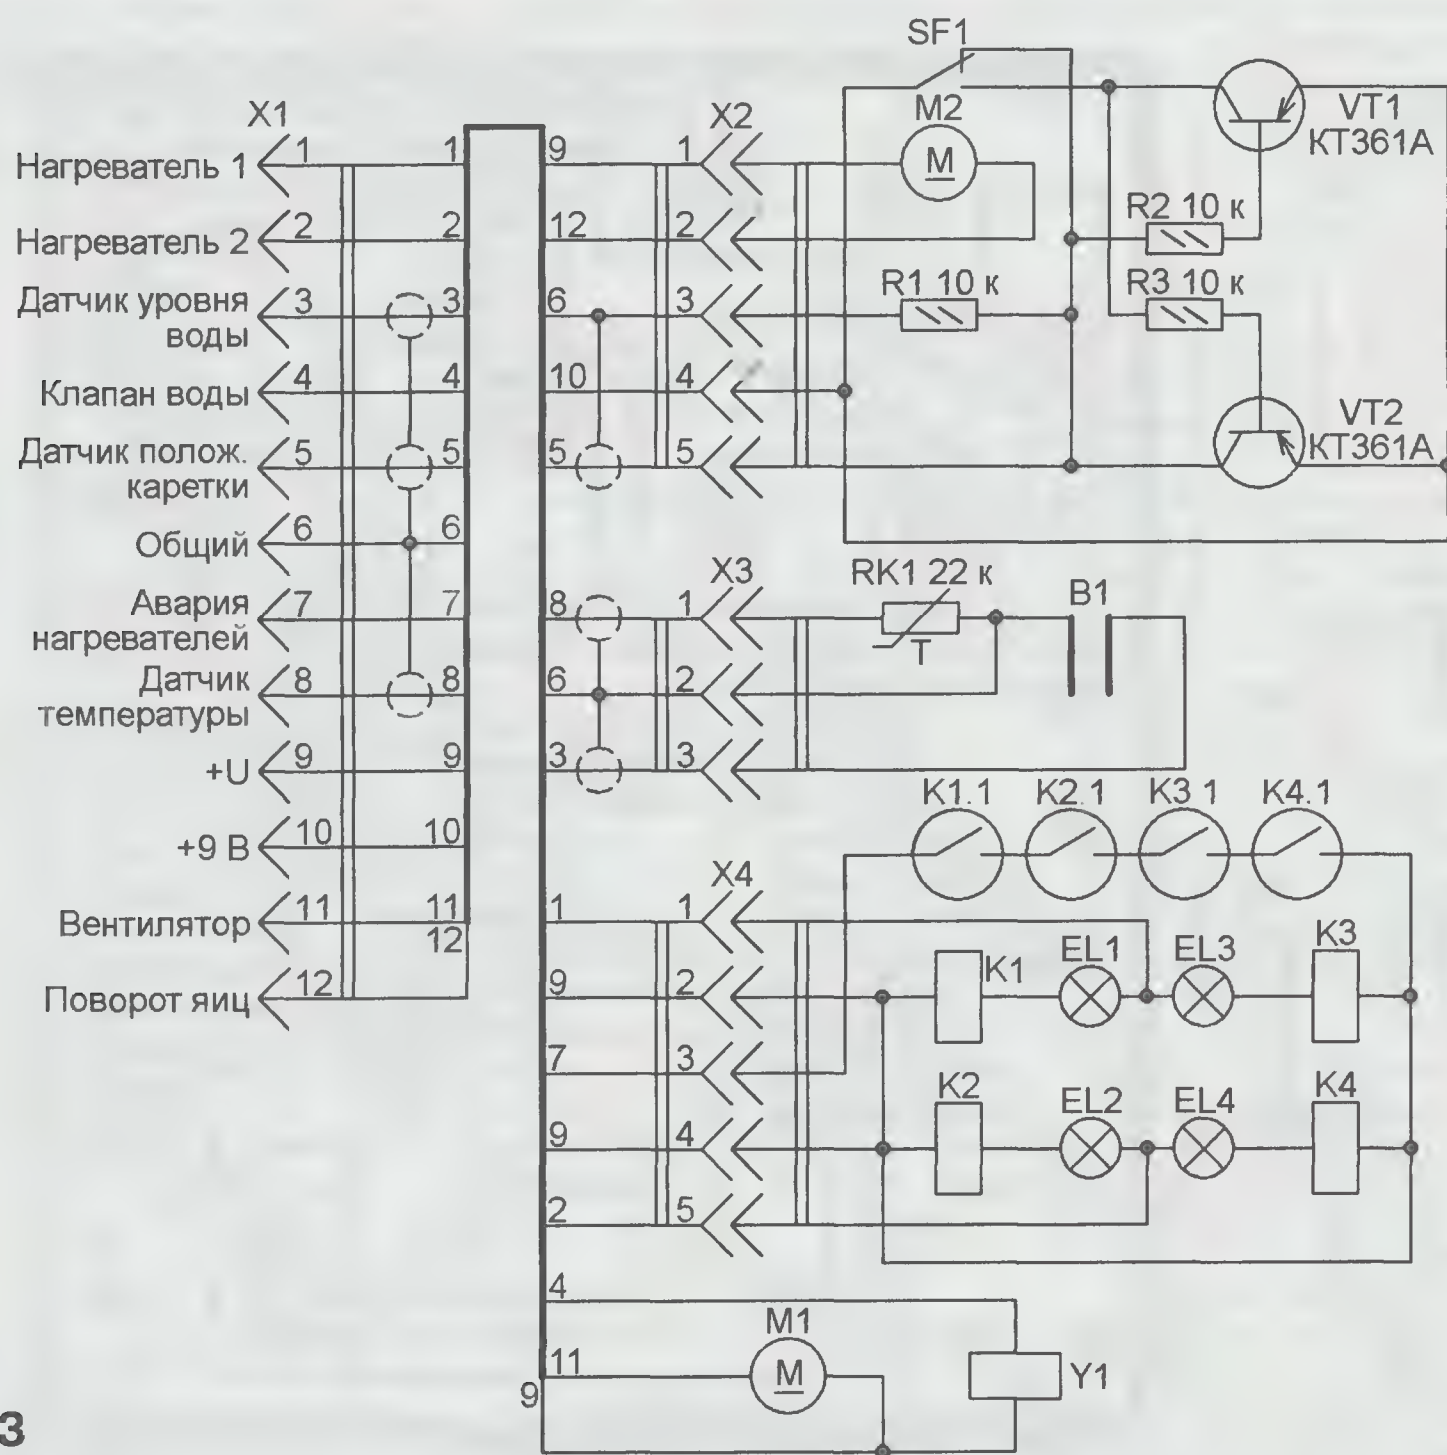 SF1
X1
X2
M2
VT1
КТ361А
Нагреватель 1
1
1
9
1
M
R2 10 к
Нагреватель 2
2
2
12
2
R1 10 к
R3 10 к
Датчик уровня
воды
3
3
6
3
Клапан воды
4
4
10
4
VT2
КТ361А
Датчик полож.
каретки
5
5
5
5
Общий
6
6
X3
RK1 22 к
B1
Авария
нагревателей
7
7
8
1
T
Датчик
температуры
8
8
6
2
+U
9
9
3
3
K1.1
K2.1
K3 1
K4.1
+9 В
10
10
X4
Вентилятор
11
11
1
1
12
K1
EL1
EL3
K3
Поворот яиц
12
9
2
7
3
K2
EL2
EL4
K4
9
4
2
5
4
M1
11
M
Y1
9
3